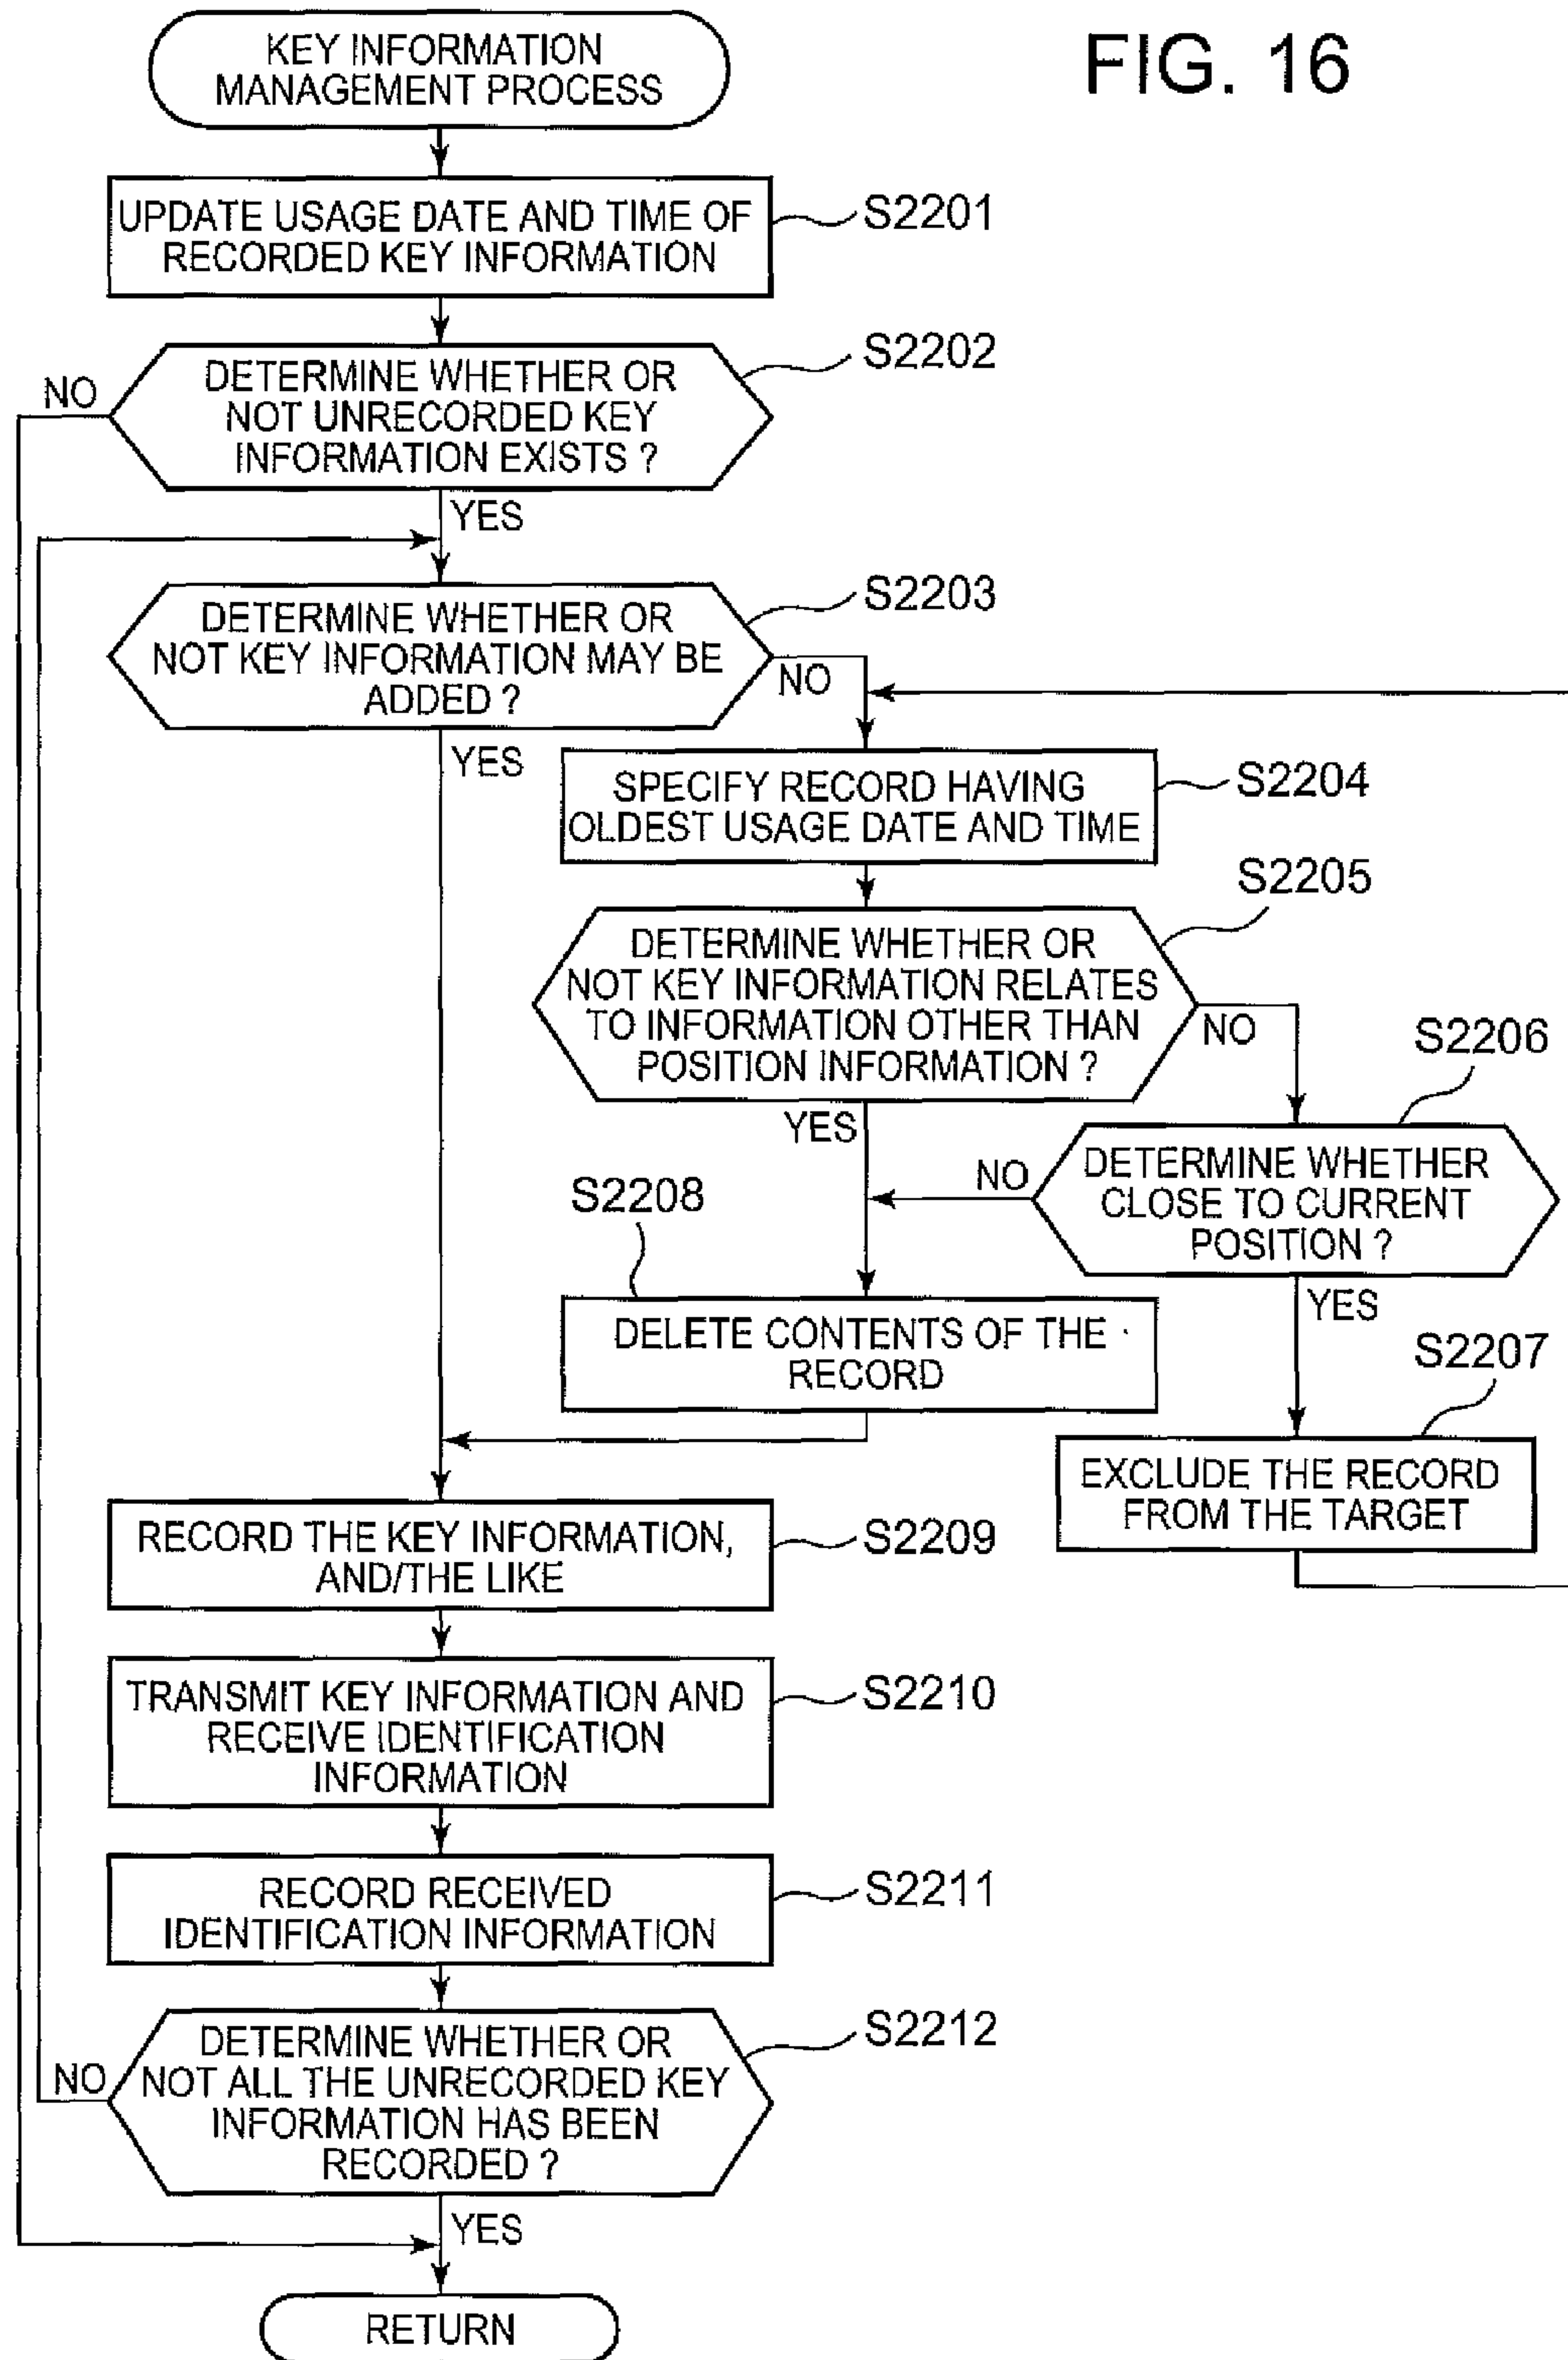 FIG. 16
KEY INFORMATION
MANAGEMENT PROCESS
UPDATE USAGE DATE AND TIME OF
RECORDED KEY INFORMATION
S2201
DETERMINE WHETHER OR
NOT UNRECORDED KEY
INFORMATION EXISTS ?
S2202
NO
YES
DETERMINE WHETHER OR
NOT KEY INFORMATION MAY BE
ADDED ?
S2203
NO
YES
SPECIFY RECORD HAVING
OLDEST USAGE DATE AND TIME
S2204
DETERMINE WHETHER OR
NOT KEY INFORMATION RELATES
TO INFORMATION OTHER THAN
POSITION INFORMATION ?
S2205
NO
YES
DETERMINE WHETHER
CLOSE TO CURRENT
POSITION ?
S2206
NO
YES
EXCLUDE THE RECORD
FROM THE TARGET
S2207
DELETE CONTENTS OF THE
RECORD
S2208
RECORD THE KEY INFORMATION,
AND/THE LIKE
S2209
TRANSMIT KEY INFORMATION AND
RECEIVE IDENTIFICATION
INFORMATION
S2210
RECORD RECEIVED
IDENTIFICATION INFORMATION
S2211
DETERMINE WHETHER OR
NOT ALL THE UNRECORDED KEY
INFORMATION HAS BEEN
RECORDED ?
S2212
NO
YES
RETURN